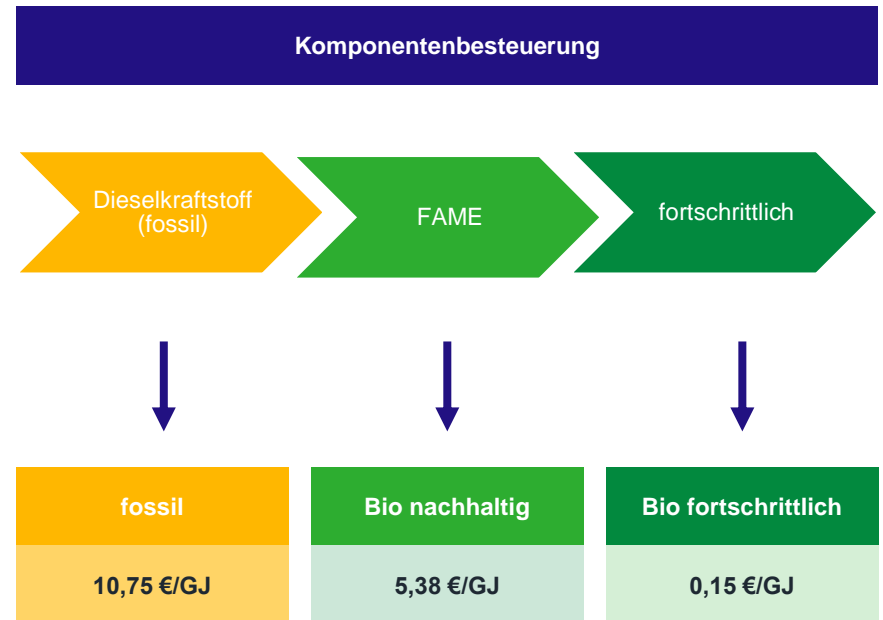 Komponentenbesteuerung
Dieselkraftstoff
(fossil)
FAME
fortschrittlich
fossil
Bio nachhaltig
Bio fortschrittlich
10,75 €/GJ
5,38 €/GJ
0,15 €/GJ